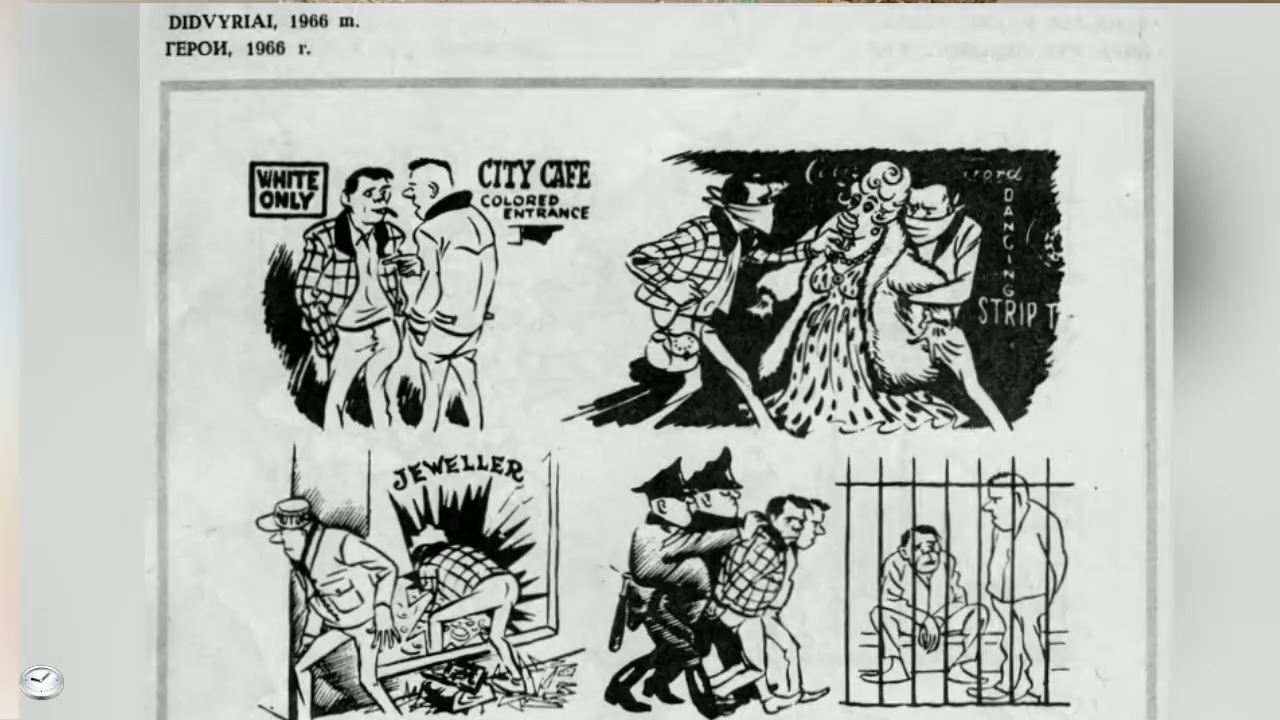 DIDVYRIAI, 1966 m.
ГЕРОИ, 1966 г.
WHITE
ONLY
CITY CAFE
COLORED
ENTRANCE
DANCING
STRIP T
JEWELLER